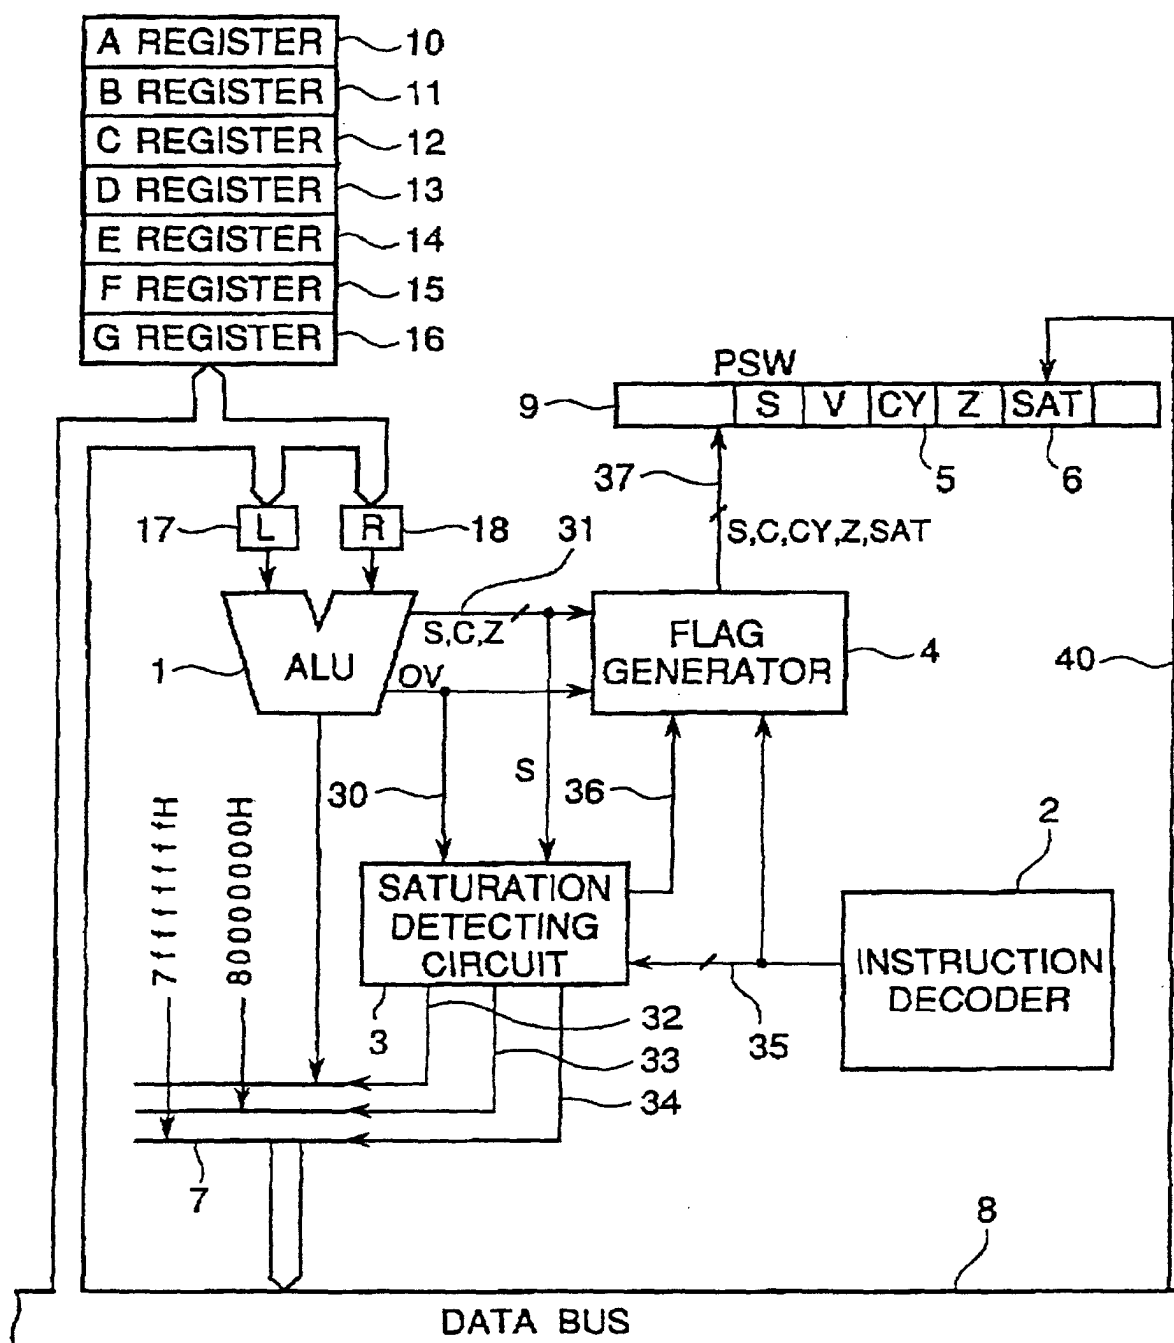 A REGISTER 10
B REGISTER 11
C REGISTER 12
D REGISTER 13
E REGISTER 14
F REGISTER 15
G REGISTER 16
PSW
9 S V CY Z SAT
5 6
37
17 L R 18 31
S,C,CY,Z,SAT
S,C,Z
1 ALU OV
FLAG
GENERATOR 4
40
30 S 36
7fffffffH
80000000H
2
SATURATION
DETECTING
CIRCUIT
3 32
33
34
35
INSTRUCTION
DECODER
7
8
DATA BUS